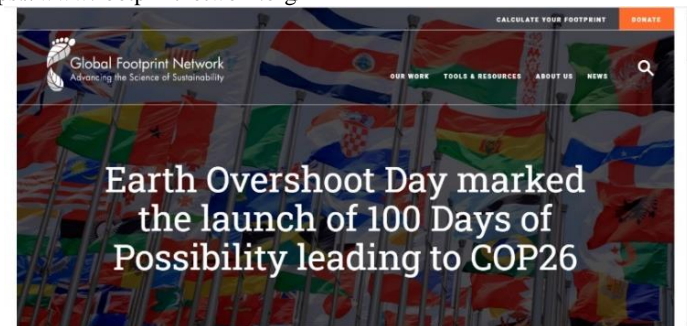 CALCULATE YOUR FOOTPRINT DONATE
Global Footprint Network
Advancing the Science of Sustainability
OUR WORK TOOLS & RESOURCES ABOUT US NEWS
Earth Overshoot Day marked
the launch of 100 Days of
Possibility leading to COP26